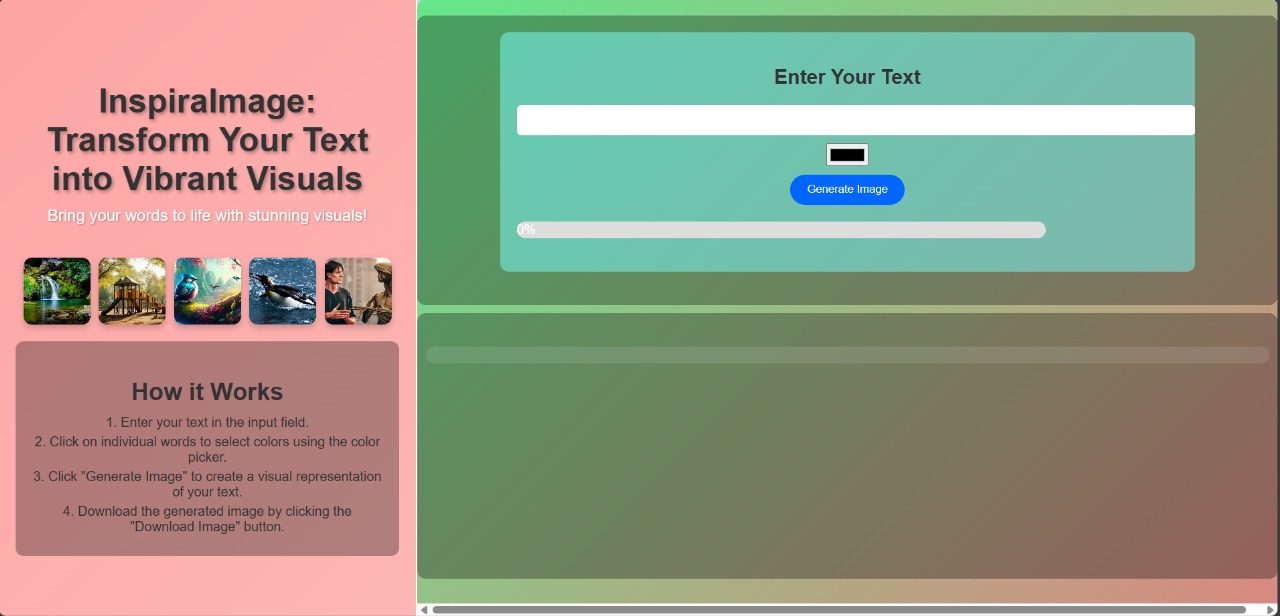 InspiraImage:
Transform Your Text
into Vibrant Visuals
Bring your words to life with stunning visuals!
How it Works
1. Enter your text in the input field.
2. Click on individual words to select colors using the color
picker.
3. Click "Generate Image" to create a visual representation
of your text.
4. Download the generated image by clicking the
"Download Image" button.
Enter Your Text
Generate Image
0%